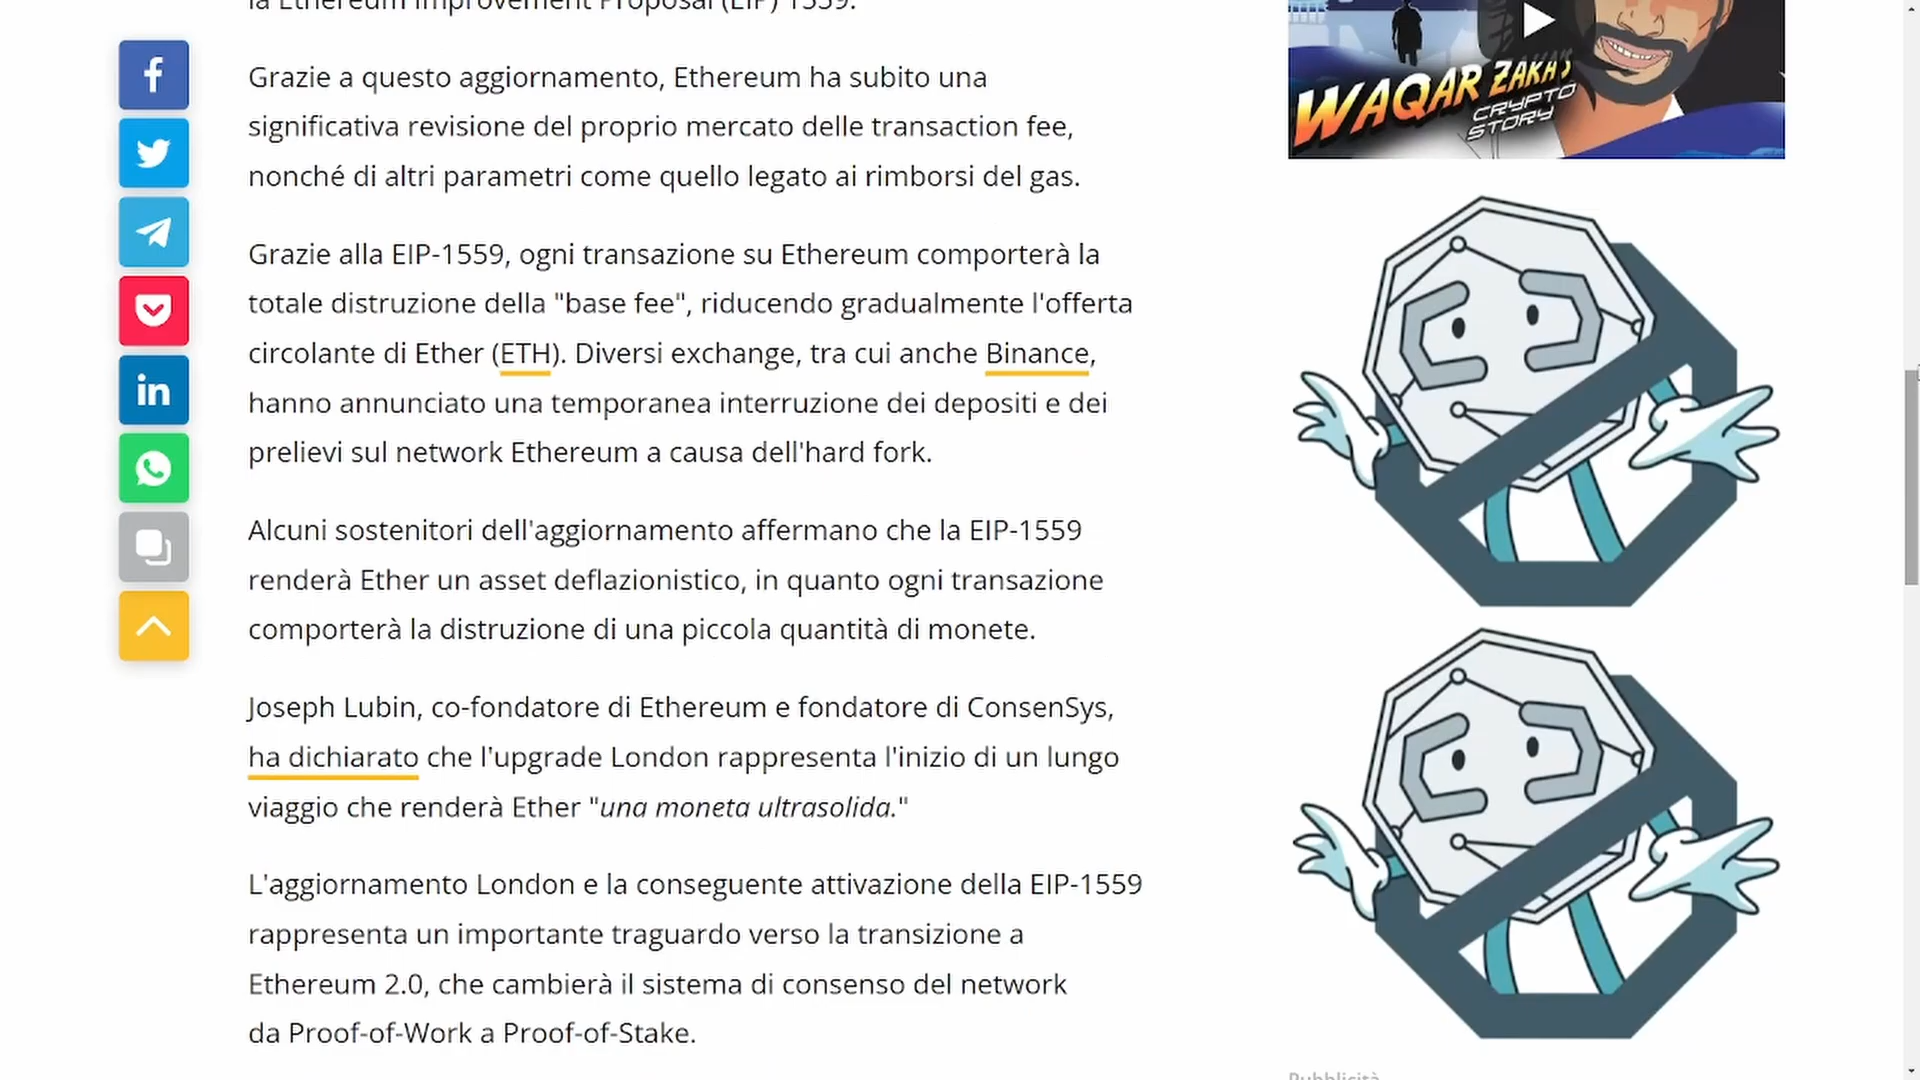 la Ethereum Improvement Proposal (EIP) 1559.
Grazie a questo aggiornamento, Ethereum ha subito una
significativa revisione del proprio mercato delle transaction fee,
nonché di altri parametri come quello legato ai rimborsi del gas.
Grazie alla EIP-1559, ogni transazione su Ethereum comporterà la
totale distruzione della "base fee", riducendo gradualmente l'offerta
circolante di Ether (ETH). Diversi exchange, tra cui anche Binance,
hanno annunciato una temporanea interruzione dei depositi e dei
prelievi sul network Ethereum a causa dell'hard fork.
Alcuni sostenitori dell'aggiornamento affermano che la EIP-1559
renderà Ether un asset deflazionistico, in quanto ogni transazione
comporterà la distruzione di una piccola quantità di monete.
Joseph Lubin, co-fondatore di Ethereum e fondatore di ConsenSys,
ha dichiarato che l'upgrade London rappresenta l'inizio di un lungo
viaggio che renderà Ether "una moneta ultrasolida."
L'aggiornamento London e la conseguente attivazione della EIP-1559
rappresenta un importante traguardo verso la transizione a
Ethereum 2.0, che cambierà il sistema di consenso del network
da Proof-of-Work a Proof-of-Stake.
WAQAR ZAKA'S
CRYPTO
STORY
Pubblicità